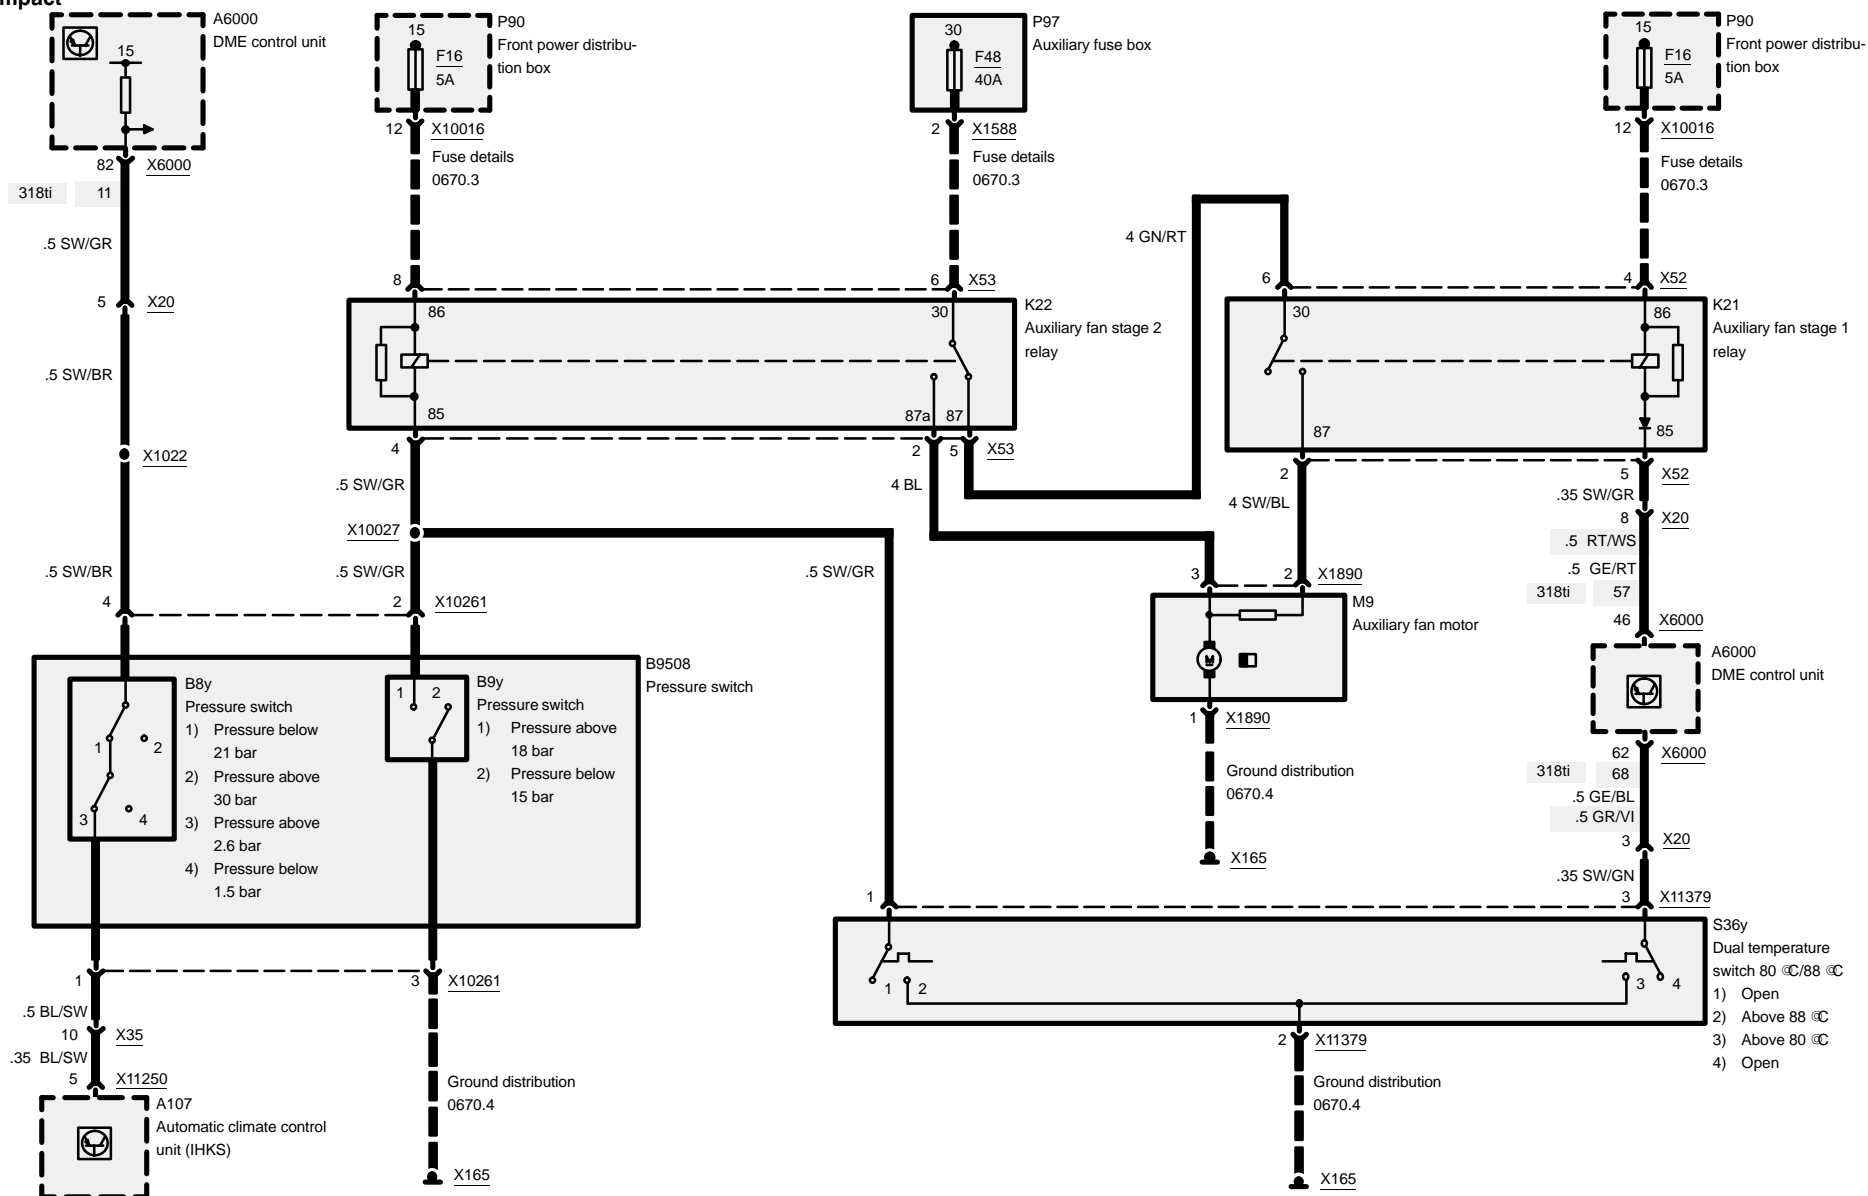 mpact
A6000
DME control unit
15
82
X6000
318ti
11
.5 SW/GR
5
X20
.5 SW/BR
X1022
.5 SW/BR
4
P90
Front power distribu-
tion box
15
F16
5A
12
X10016
Fuse details
0670.3
8
P97
Auxiliary fuse box
30
F48
40A
2
X1588
Fuse details
0670.3
6
X53
P90
Front power distribu-
tion box
15
F16
5A
12
X10016
Fuse details
0670.3
4 GN/RT
6
4
X52
K22
Auxiliary fan stage 2
relay
86
30
85
87a
87
4
2
5
X53
K21
Auxiliary fan stage 1
relay
30
86
87
85
2
5
X52
.5 SW/GR
X10027
.5 SW/GR
2
X10261
4 BL
.5 SW/GR
4 SW/BL
3
2
X1890
M9
Auxiliary fan motor
M
1
X1890
Ground distribution
0670.4
X165
.35 SW/GR
8
X20
.5 RT/WS
.5 GE/RT
318ti
57
46
X6000
A6000
DME control unit
62
X6000
318ti
68
.5 GE/BL
.5 GR/VI
3
X20
.35 SW/GN
1
3
X11379
B9508
Pressure switch
B8y
Pressure switch
1) Pressure below
21 bar
2) Pressure above
30 bar
3) Pressure above
2.6 bar
4) Pressure below
1.5 bar
1
2
3
4
B9y
Pressure switch
1) Pressure above
18 bar
2) Pressure below
15 bar
1
2
1
3
X10261
.5 BL/SW
10
X35
.35 BL/SW
5
X11250
A107
Automatic climate control
unit (IHKS)
Ground distribution
0670.4
X165
S36y
Dual temperature
switch 80 °C/88 °C
1) Open
2) Above 88 °C
3) Above 80 °C
4) Open
1
2
3
4
2
X11379
Ground distribution
0670.4
X165